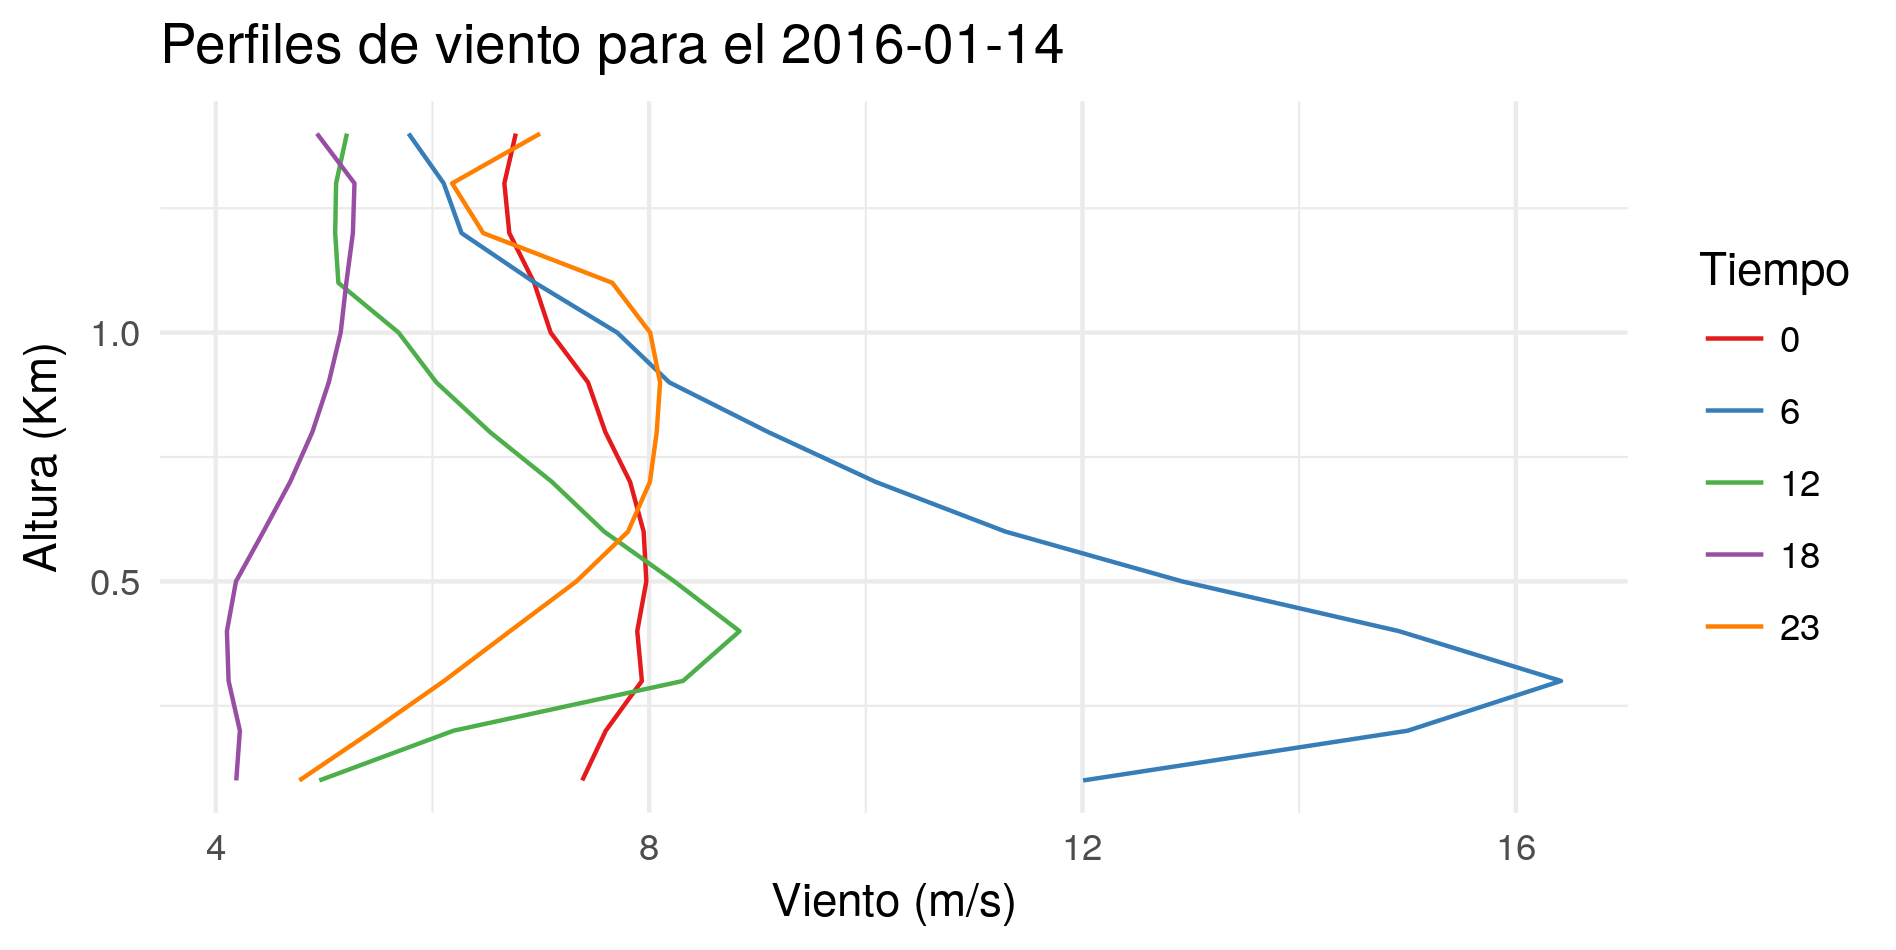 Perfiles de viento para el 2016-01-14
Altura (Km)
1.0
0.5
4 8 12 16
Viento (m/s)
Tiempo
0
6
12
18
23